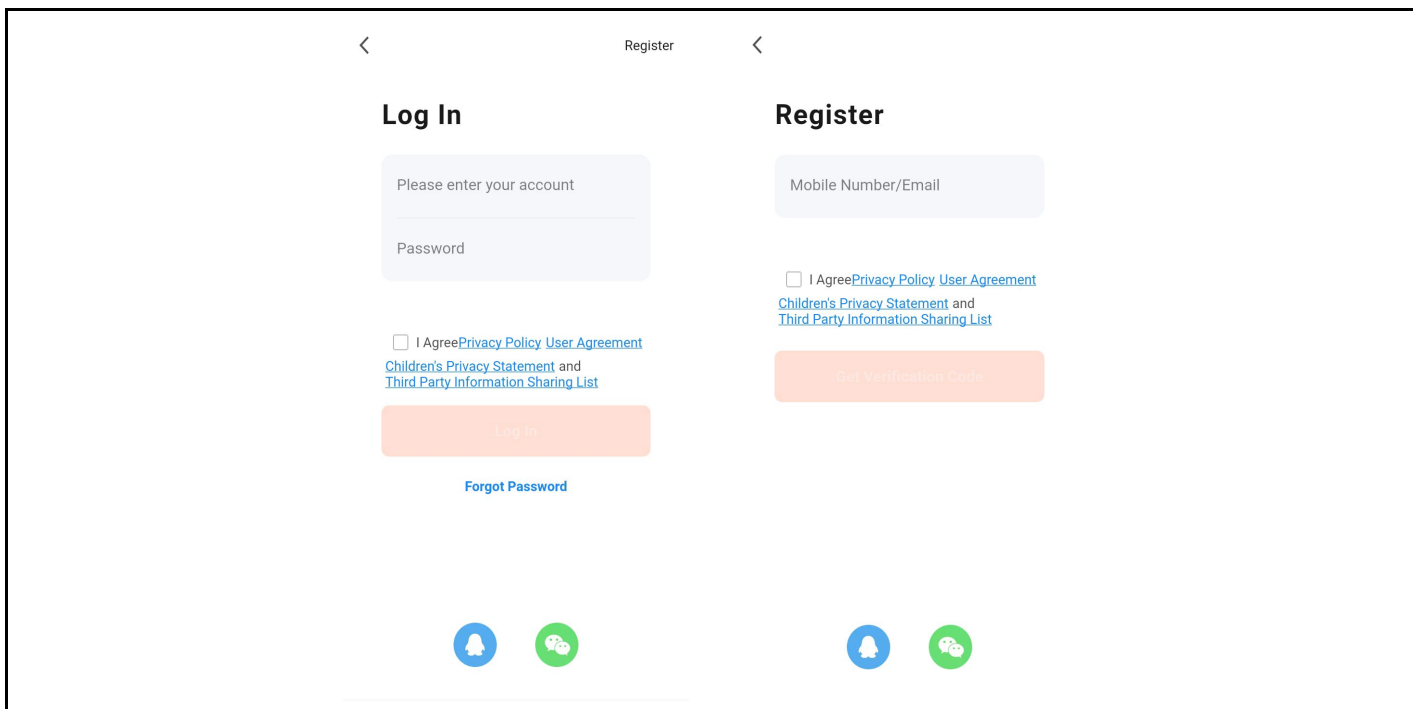 Register
Log In
Please enter your account
Password
I AgreePrivacy Policy User Agreement
Children's Privacy Statement and
Third Party Information Sharing List
Log In
Forgot Password
Register
Mobile Number/Email
I AgreePrivacy Policy User Agreement
Children's Privacy Statement and
Third Party Information Sharing List
Get Verification Code